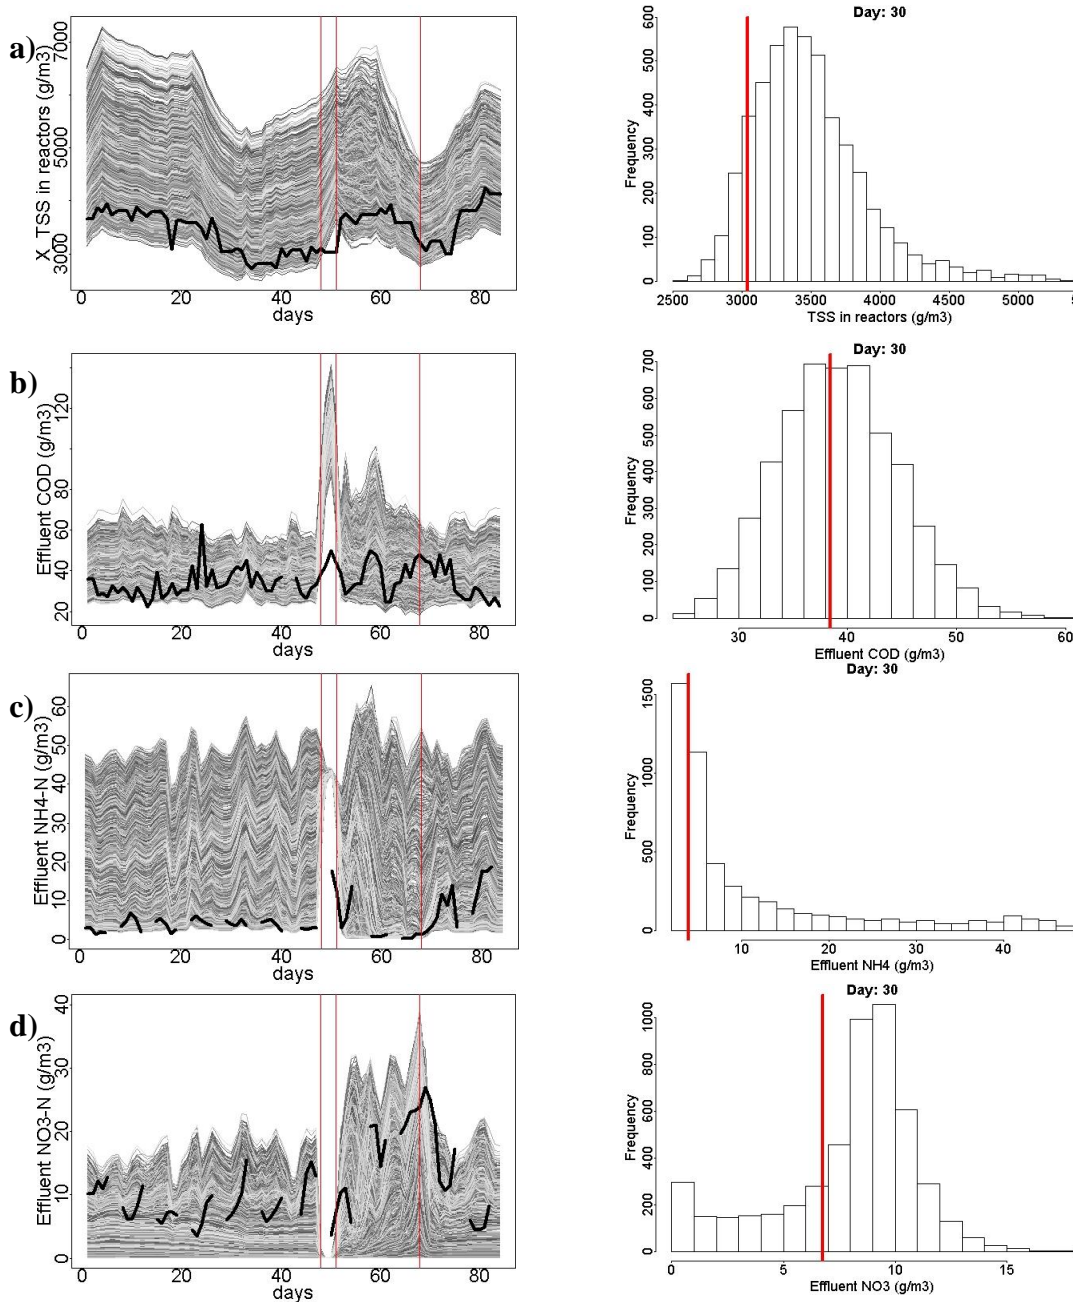 a)
X_TSS in reactors (g/m3)
3000
5000
7000
0 20 40 60 80
days
Day: 30
Frequency
0 100 200 300 400 500 600
2500 3000 3500 4000 4500 5000
TSS in reactors (g/m3)
b)
Effluent COD (g/m3)
20 40 60 80 120
0 20 40 60 80
days
Day: 30
Frequency
0 100 200 300 400 500 600 700
30 40 50 60
Effluent COD (g/m3)
c)
Effluent NH4-N (g/m3)
0 10 20 30 40 50 60
0 20 40 60 80
days
Day: 30
Frequency
0 500 1000 1500
10 20 30 40
Effluent NH4 (g/m3)
d)
Effluent NO3-N (g/m3)
0 10 20 30 40
0 20 40 60 80
days
Day: 30
Frequency
0 200 400 600 800 1000
0 5 10 15
Effluent NO3 (g/m3)